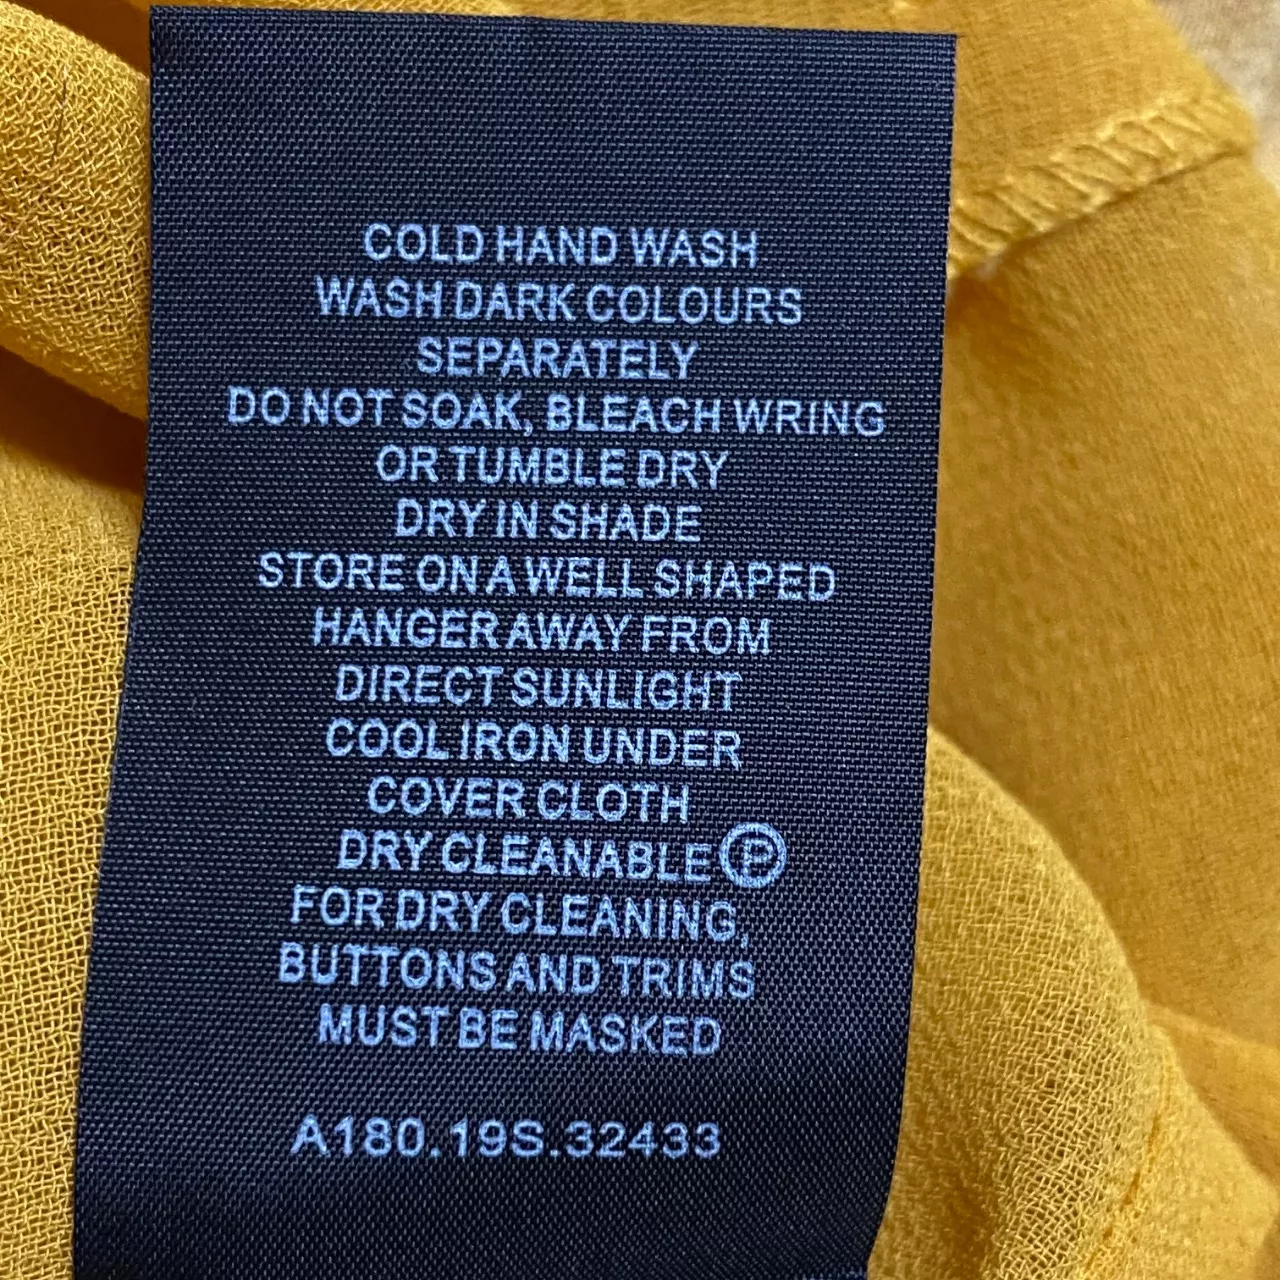 COLD HAND WASH
WASH DARK COLOURS
SEPARATELY
DO NOT SOAK, BLEACH WRING
OR TUMBLE DRY
DRY IN SHADE
STORE ON A WELL SHAPED
HANGER AWAY FROM
DIRECT SUNLIGHT
COOL IRON UNDER
COVER CLOTH
DRY CLEANABLE Ⓟ
FOR DRY CLEANING,
BUTTONS AND TRIMS
MUST BE MASKED
A180.19S.32433